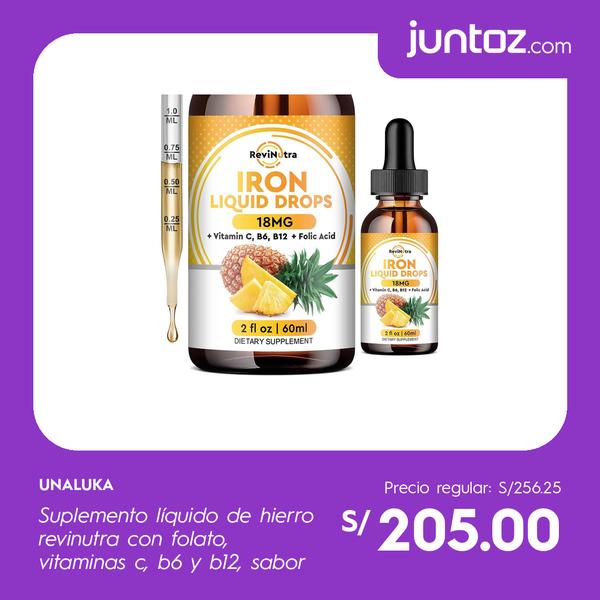 juntoz.com
1.0
ML
0.75
ML
0.50
ML
0.25
ML
ReviNutra
IRON
LIQUID DROPS
18MG
+ Vitamin C, B6, B12 + Folic Acid
2 fl oz | 60ml
DIETARY SUPPLEMENT
ReviNutra
IRON
LIQUID DROPS
18MG
+ Vitamin C, B6, B12 + Folic Acid
2 fl oz | 60ml
DIETARY SUPPLEMENT
UNALUKA
Suplemento líquido de hierro
revinutra con folato,
vitaminas c, b6 y b12, sabor
Precio regular: S/256.25
S/ 205.00